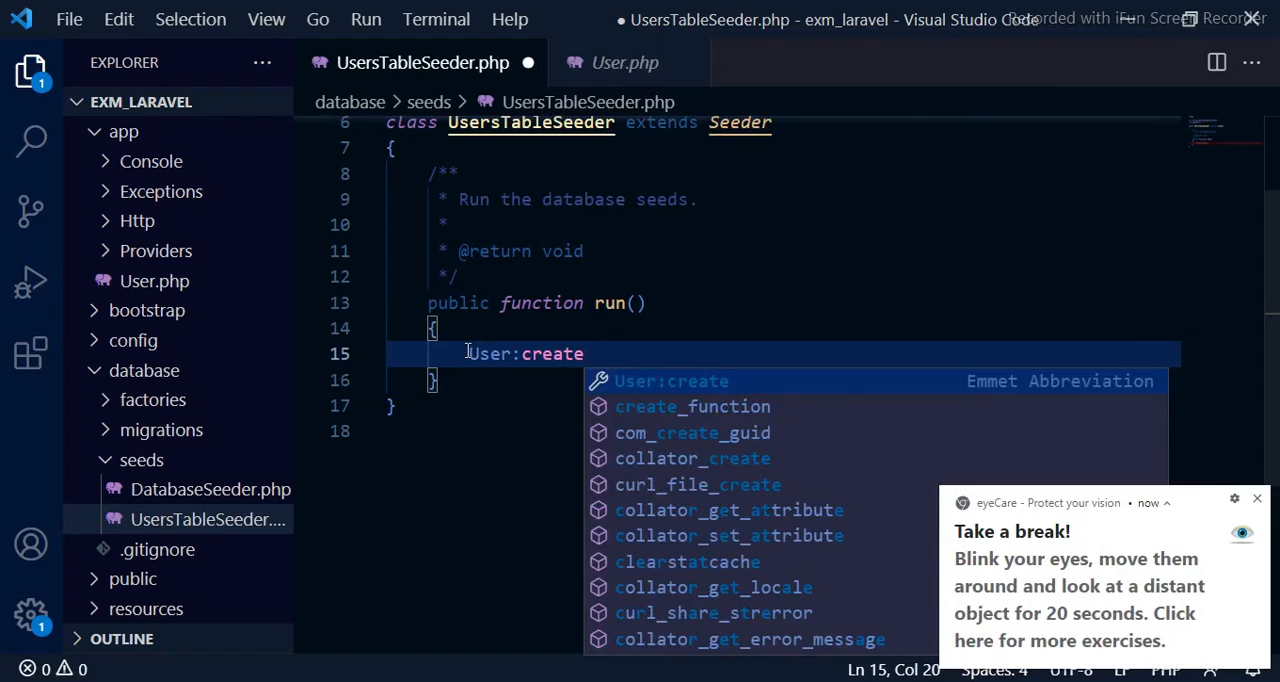 File Edit Selection View Go Run Terminal Help ● UsersTableSeeder.php - exm_laravel - Visual Studio Code
Recorded with iFun Screen Recorder
EXPLORER ···
UsersTableSeeder.php ●
User.php
database > seeds > UsersTableSeeder.php
EXM_LARAVEL
app
Console
Exceptions
Http
Providers
User.php
bootstrap
config
database
factories
migrations
seeds
DatabaseSeeder.php
UsersTableSeeder....
.gitignore
public
resources
OUTLINE
1
1
6 class UsersTableSeeder extends Seeder
7 {
8 /**
9 * Run the database seeds.
10 *
11 * @return void
12 */
13 public function run()
14 {
15 User:create
16 }
17 }
18
User:create Emmet Abbreviation
create_function
com_create_guid
collator_create
curl_file_create
collator_get_attribute
collator_set_attribute
clearstatcache
collator_get_locale
curl_share_strerror
collator_get_error_message
eyeCare - Protect your vision • now
Take a break!
Blink your eyes, move them
around and look at a distant
object for 20 seconds. Click
here for more exercises.
0 0 Ln 15, Col 20 Spaces: 4 UTF-8 LF PHP